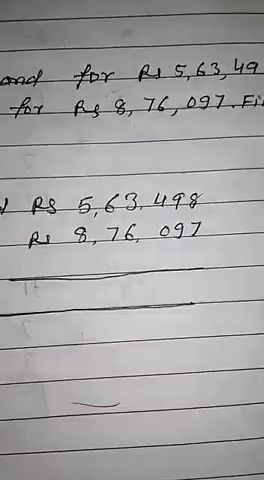 and for Rs 5,63,49
for Rs 8,76,097. Fi
Rs 5,63,498
Rs 8,76,097